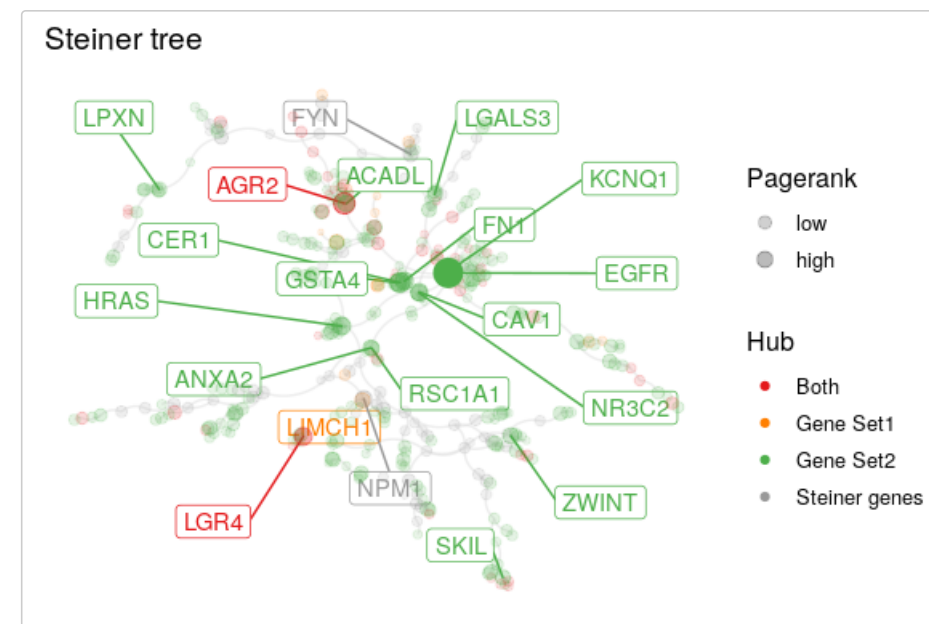 Steiner tree
LPXN
FYN
LGALS3
AGR2
ACADL
KCNQ1
CER1
FN1
GSTA4
EGFR
HRAS
CAV1
ANXA2
RSC1A1
NR3C2
LIMCH1
NPM1
LGR4
ZWINT
SKIL
Pagerank
low
high
Hub
Both
Gene Set1
Gene Set2
Steiner genes